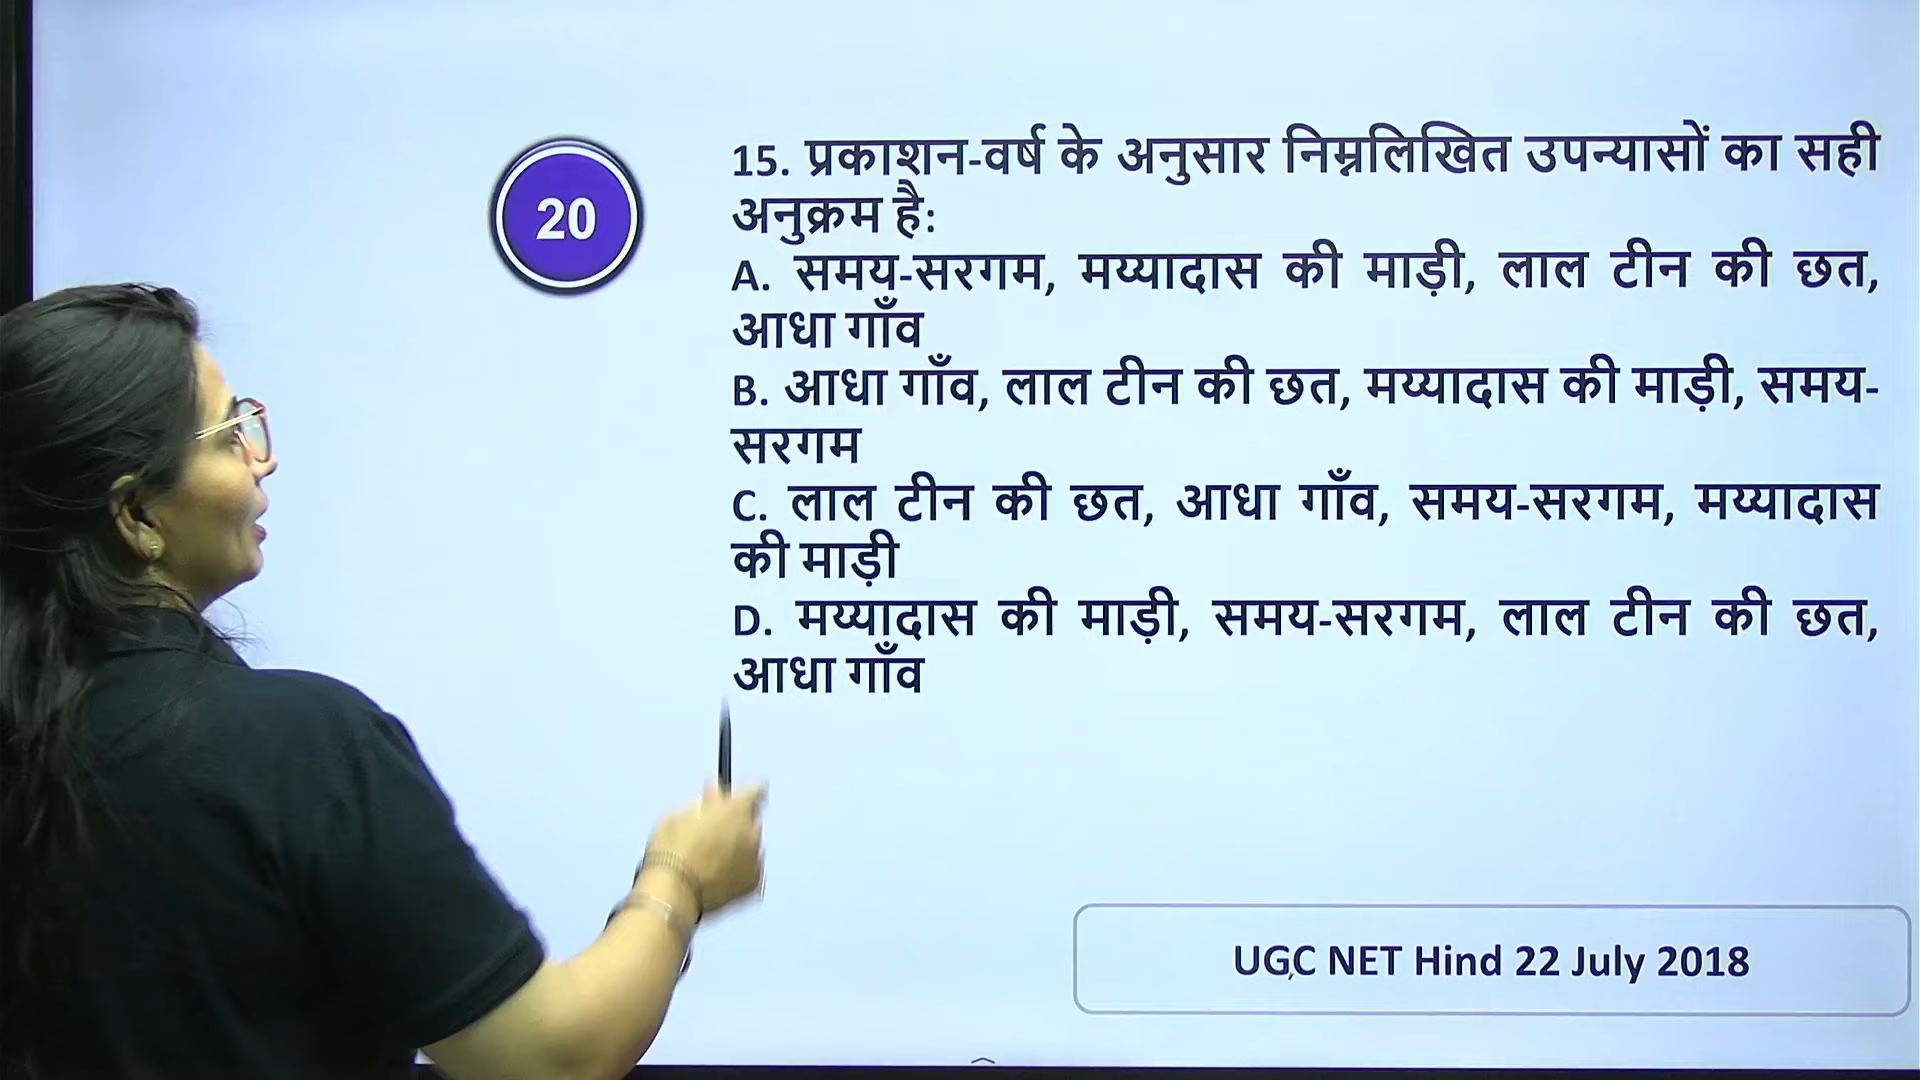 20
15. प्रकाशन-वर्ष के अनुसार निम्नलिखित उपन्यासों का सही
अनुक्रम है:
A. समय-सरगम, मय्यादास की माड़ी, लाल टीन की छत,
आधा गाँव
B. आधा गाँव, लाल टीन की छत, मय्यादास की माड़ी, समय-
सरगम
C. लाल टीन की छत, आधा गाँव, समय-सरगम, मय्यादास
की माड़ी
D. मय्यादास की माड़ी, समय-सरगम, लाल टीन की छत,
आधा गाँव
UGC NET Hind 22 July 2018